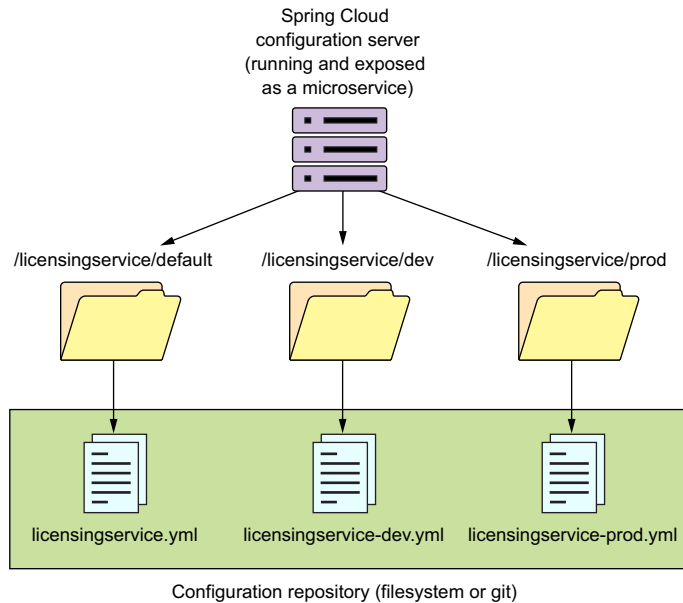 Spring Cloud
configuration server
(running and exposed
as a microservice)
/licensingservice/default
/licensingservice/dev
/licensingservice/prod
licensingservice.yml
licensingservice-dev.yml
licensingservice-prod.yml
Configuration repository (filesystem or git)